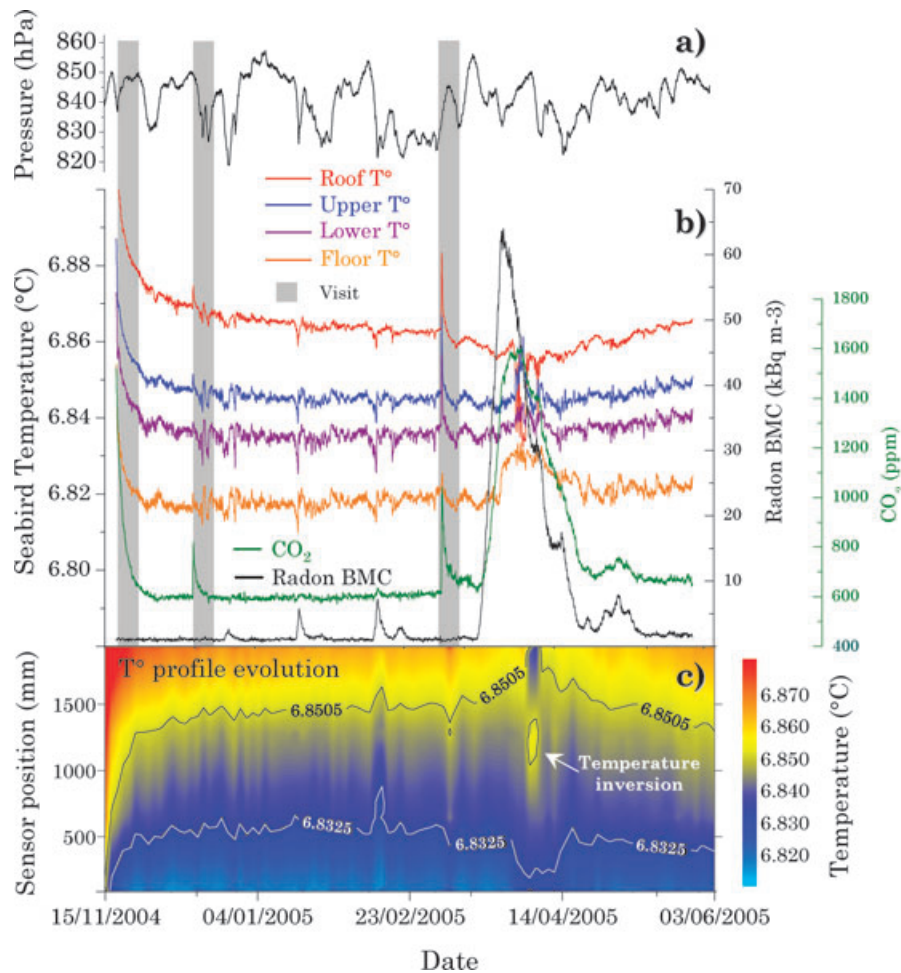 a)
Pressure (hPa)
860
850
840
830
820
Roof T°
Upper T°
Lower T°
Floor T°
Visit
b)
Seabird Temperature (°C)
6.88
6.86
6.84
6.82
6.80
70
60
50
40
30
20
10
Radon BMC (kBq m-3)
1800
1600
1400
1200
1000
800
600
400
CO₂ (ppm)
CO₂
Radon BMC
T° profile evolution
c)
Sensor position (mm)
1500
1000
500
6.8505
6.8505
6.8505
Temperature
inversion
6.8325
6.8325
6.8325
6.870
6.860
6.850
6.840
6.830
6.820
Temperature (°C)
15/11/2004
04/01/2005
23/02/2005
14/04/2005
03/06/2005
Date